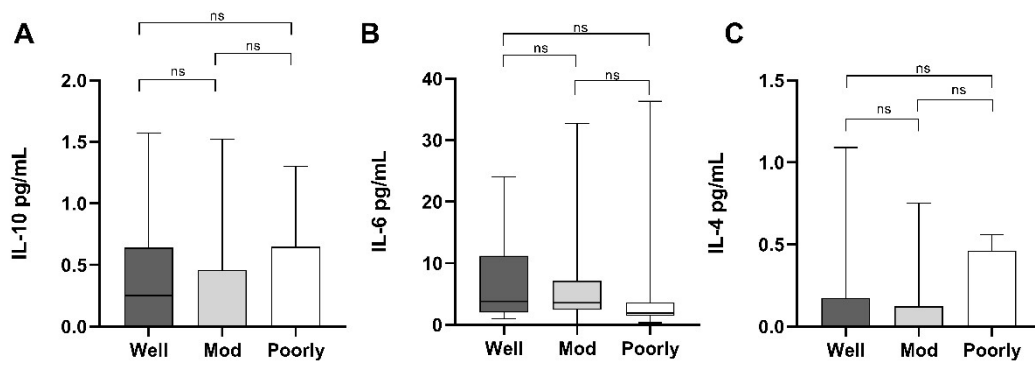 A
ns
ns
ns
IL-10 pg/mL
2.0
1.5
1.0
0.5
0.0
Well Mod Poorly
B
ns
ns
ns
IL-6 pg/mL
40
30
20
10
0
Well Mod Poorly
C
ns
ns
ns
IL-4 pg/mL
1.5
1.0
0.5
0.0
Well Mod Poorly